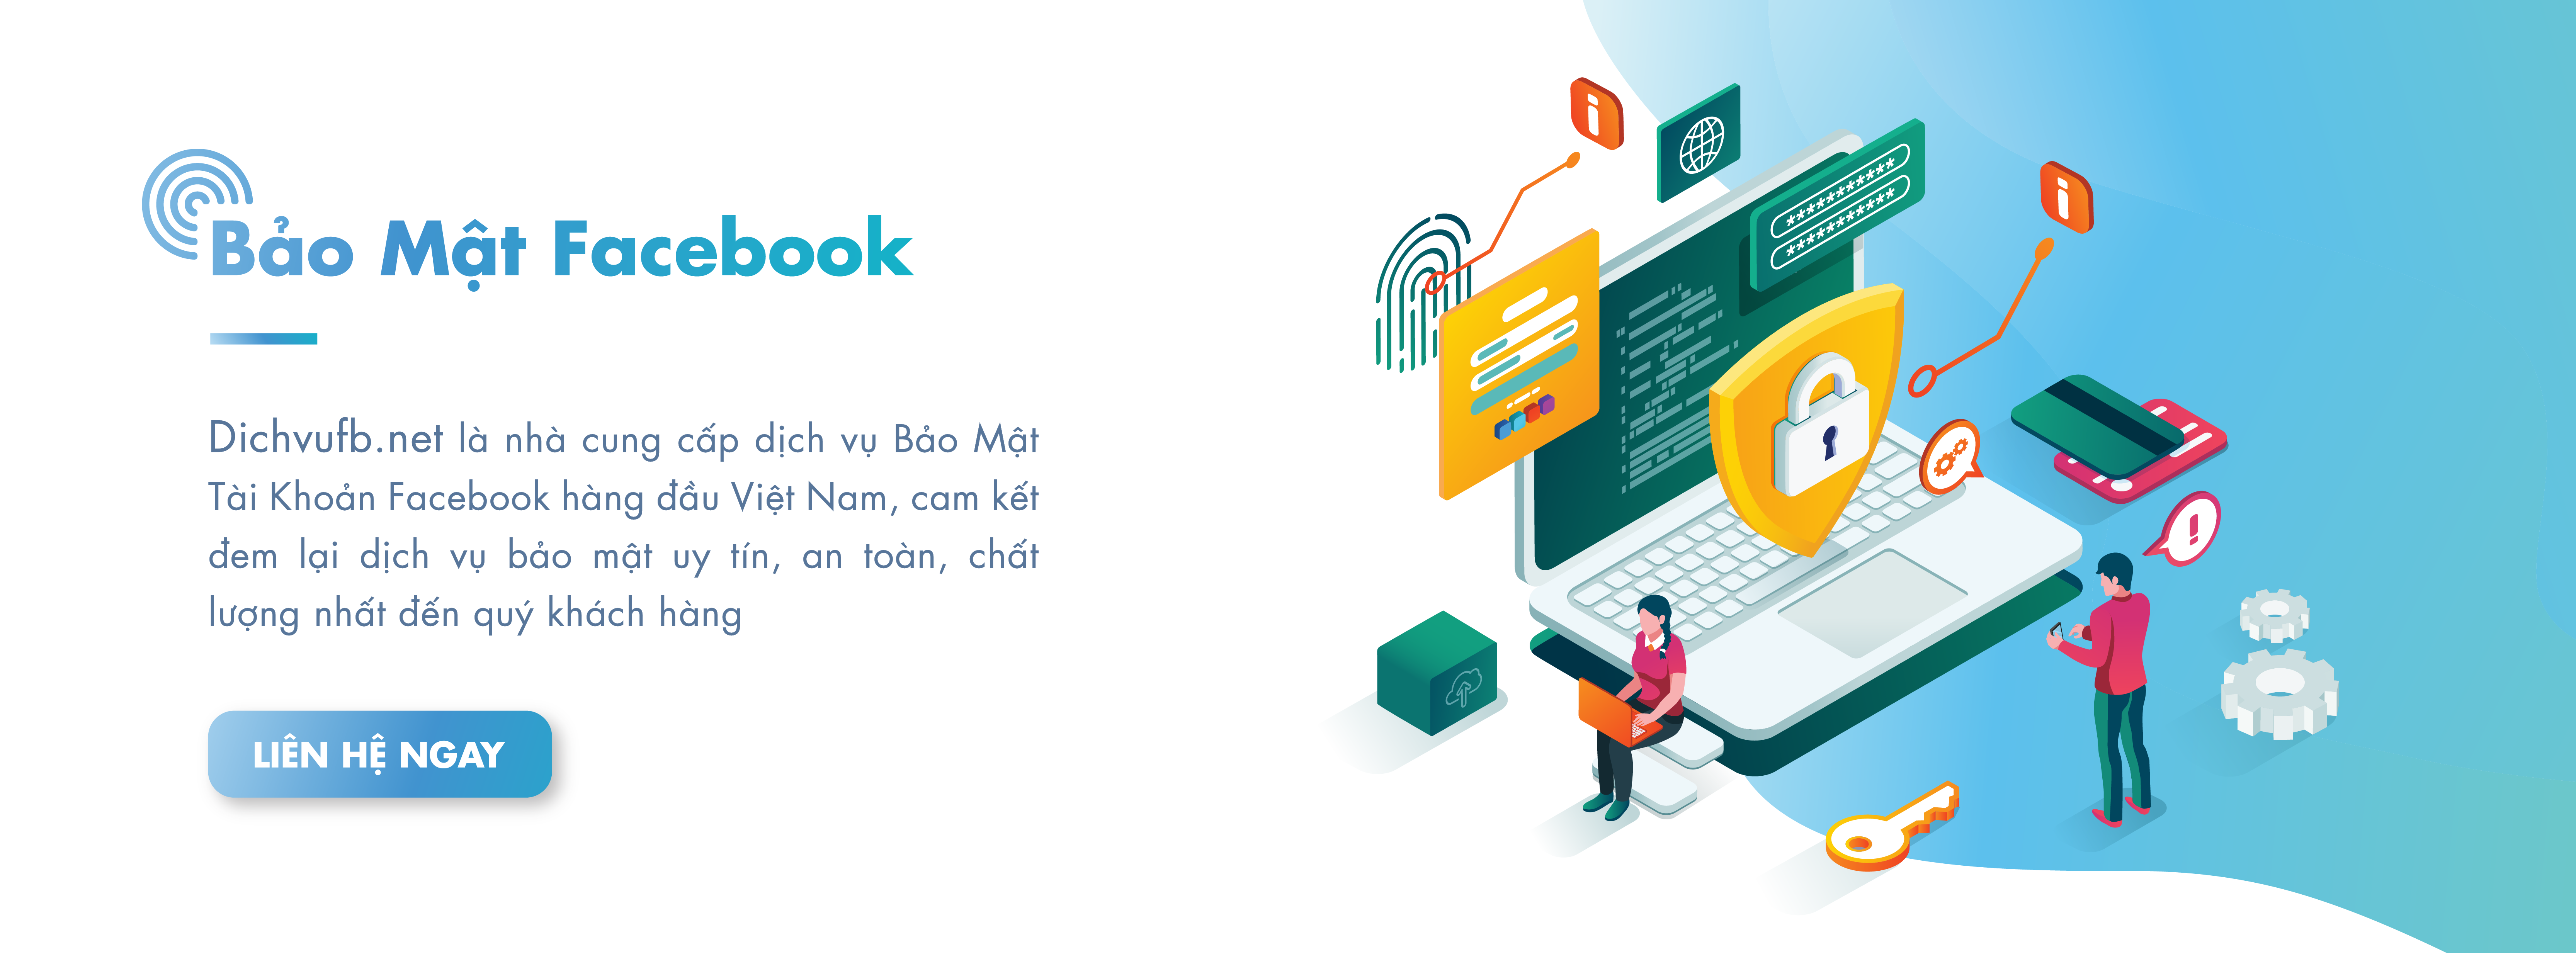 Bảo Mật Facebook
Dichvufb.net là nhà cung cấp dịch vụ Bảo Mật
Tài Khoản Facebook hàng đầu Việt Nam, cam kết
đem lại dịch vụ bảo mật uy tín, an toàn, chất
lượng nhất đến quý khách hàng
LIÊN HỆ NGAY
i
***********
***********
i
!